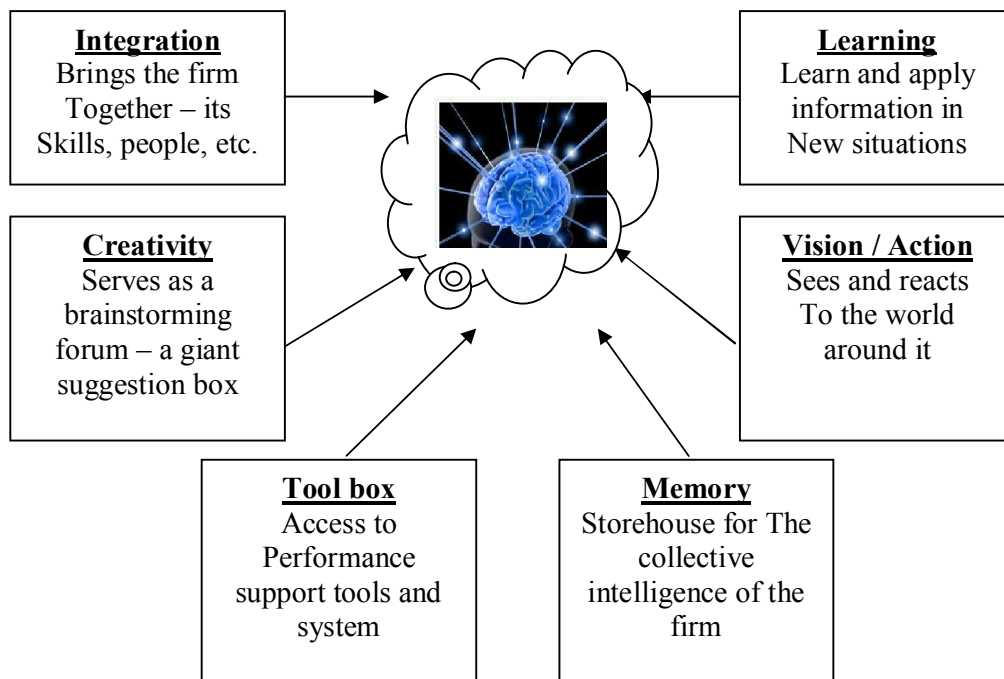 Integration
Brings the firm
Together – its
Skills, people, etc.
Learning
Learn and apply
information in
New situations
Creativity
Serves as a
brainstorming
forum – a giant
suggestion box
Vision / Action
Sees and reacts
To the world
around it
Tool box
Access to
Performance
support tools and
system
Memory
Storehouse for The
collective
intelligence of the
firm